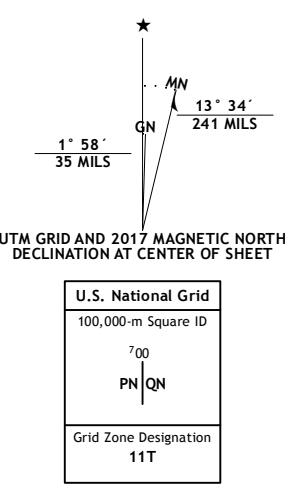 ★
MN
GN
13° 34´
241 MILS
1° 58´
35 MILS
UTM GRID AND 2017 MAGNETIC NORTH
DECLINATION AT CENTER OF SHEET
U.S. National Grid
100,000-m Square ID
⁷00
PN QN
Grid Zone Designation
11T